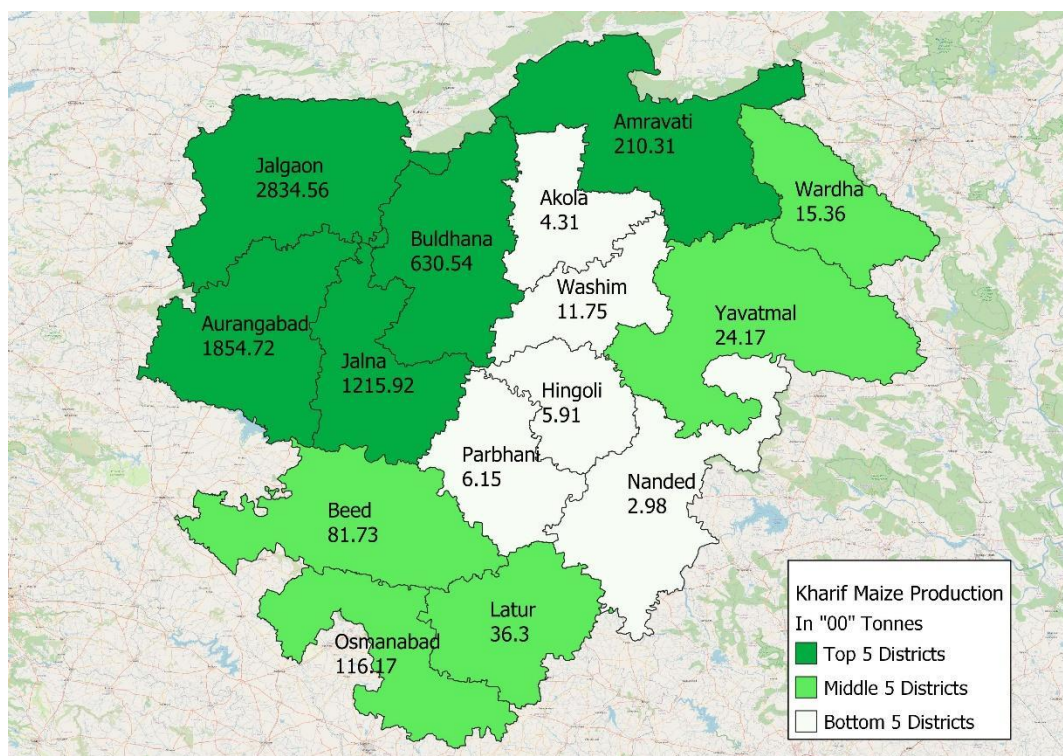 Amravati
210.31
Jalgaon
2834.56
Wardha
15.36
Akola
4.31
Buldhana
630.54
Washim
11.75
Yavatmal
24.17
Aurangabad
1854.72
Jalna
1215.92
Hingoli
5.91
Parbhani
6.15
Nanded
2.98
Beed
81.73
Latur
36.3
Osmanabad
116.17
Kharif Maize Production
In "00" Tonnes
Top 5 Districts
Middle 5 Districts
Bottom 5 Districts